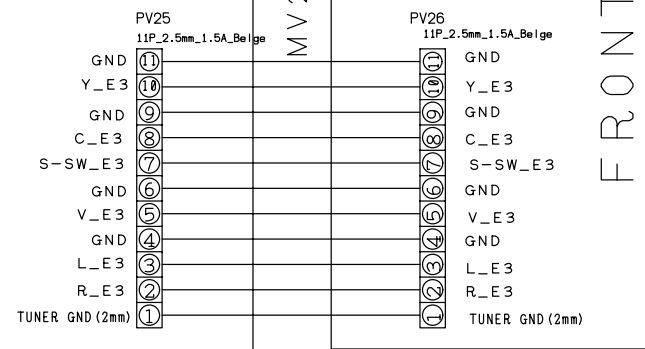 PV25 PV26
11P_2.5mm_1.5A_Beige 11P_2.5mm_1.5A_Beige
GND 11 11 GND
Y_E3 10 10 Y_E3
GND 9 9 GND
C_E3 8 8 C_E3
S-SW_E3 7 7 S-SW_E3
GND 6 6 GND
V_E3 5 5 V_E3
GND 4 4 GND
L_E3 3 3 L_E3
R_E3 2 2 R_E3
TUNER GND(2mm) 1 1 TUNER GND(2mm)
MV2
FRONT